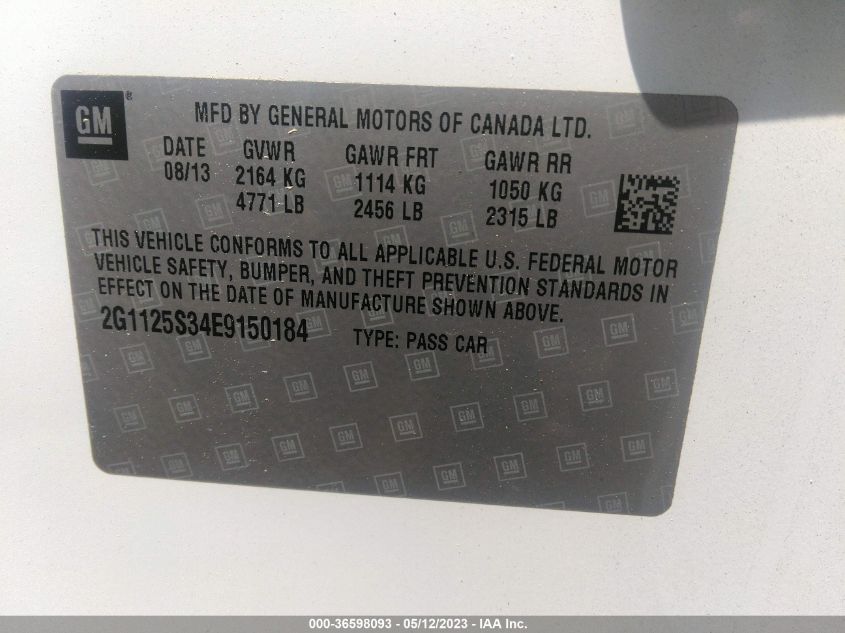 GM ®
MFD BY GENERAL MOTORS OF CANADA LTD.
DATE GVWR GAWR FRT GAWR RR
08/13 2164 KG 1114 KG 1050 KG
4771 LB 2456 LB 2315 LB
THIS VEHICLE CONFORMS TO ALL APPLICABLE U.S. FEDERAL MOTOR
VEHICLE SAFETY, BUMPER, AND THEFT PREVENTION STANDARDS IN
EFFECT ON THE DATE OF MANUFACTURE SHOWN ABOVE.
2G1125S34E9150184 TYPE: PASS CAR
000-36598093 - 05/12/2023 - IAA Inc.